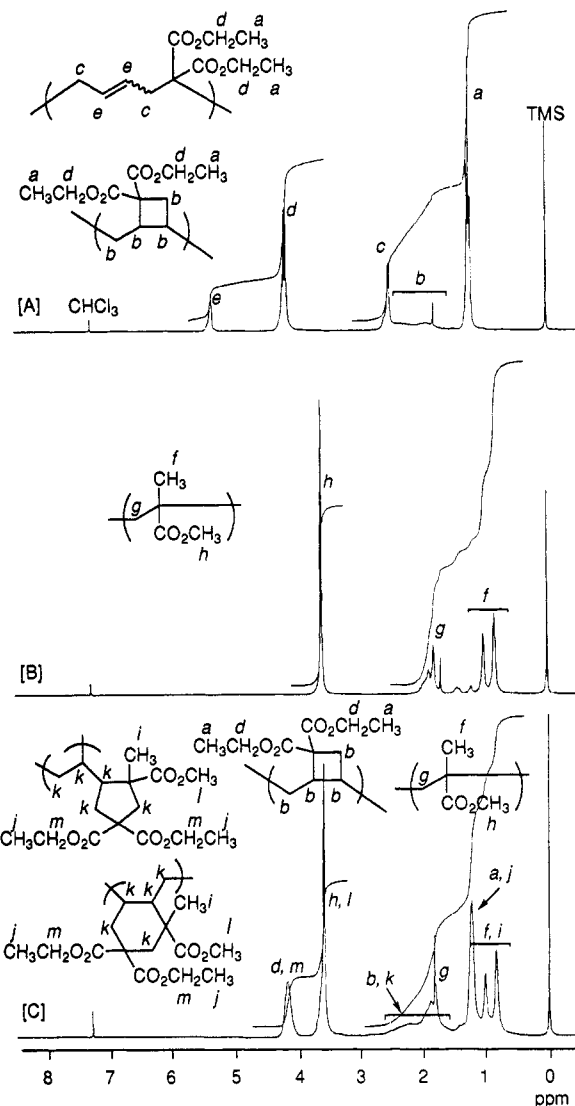 d a
CO₂CH₂CH₃
c e CO₂CH₂CH₃
d a
e c
a
TMS
d a
CO₂CH₂CH₃
a d
CH₃CH₂O₂C b
b b b
d
c
b
e
CHCl₃
[A]
f
CH₃
g
CO₂CH₃
h
h
f
g
[B]
d a
CO₂CH₂CH₃
a d
CH₃CH₂O₂C b
b b b
f
CH₃
g
CO₂CH₃
h
i
CH₃
k k CO₂CH₃
k k l
j m m j
CH₃CH₂O₂C CO₂CH₂CH₃
k
k k
CH₃ i
k l
j m k CO₂CH₃
CH₃CH₂O₂C CO₂CH₂CH₃
m j
h, l
a, j
f, i
d, m
b, k
g
[C]
8 7 6 5 4 3 2 1 0
ppm